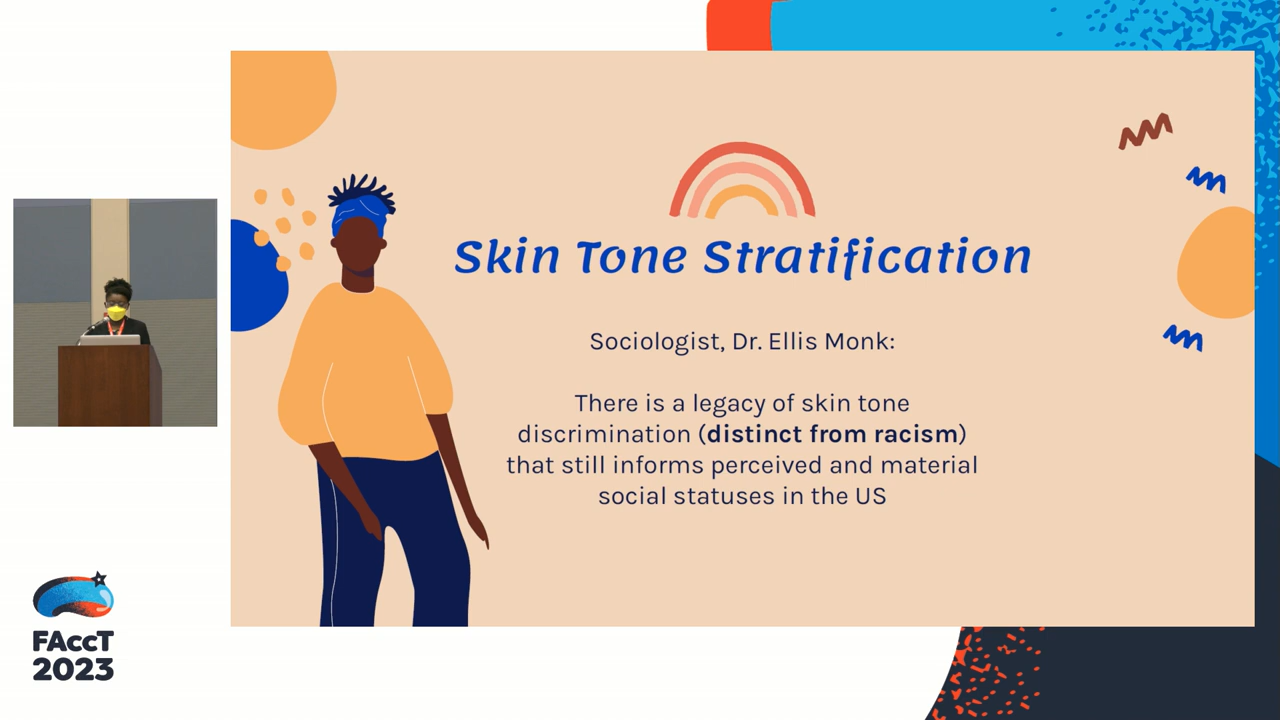 Skin Tone Stratification
Sociologist, Dr. Ellis Monk:
There is a legacy of skin tone
discrimination (distinct from racism)
that still informs perceived and material
social statuses in the US
FAccT
2023